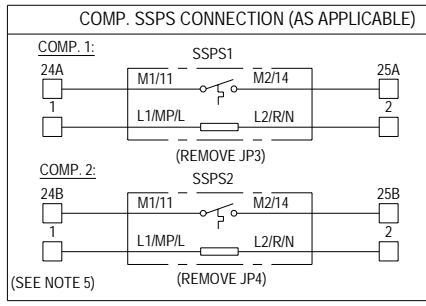 COMP. SSPS CONNECTION (AS APPLICABLE)
COMP. 1:
SSPS1
24A M1/11 M2/14 25A
1 L1/MP/L L2/R/N 2
(REMOVE JP3)
COMP. 2:
SSPS2
24B M1/11 M2/14 25B
1 L1/MP/L L2/R/N 2
(SEE NOTE 5) (REMOVE JP4)